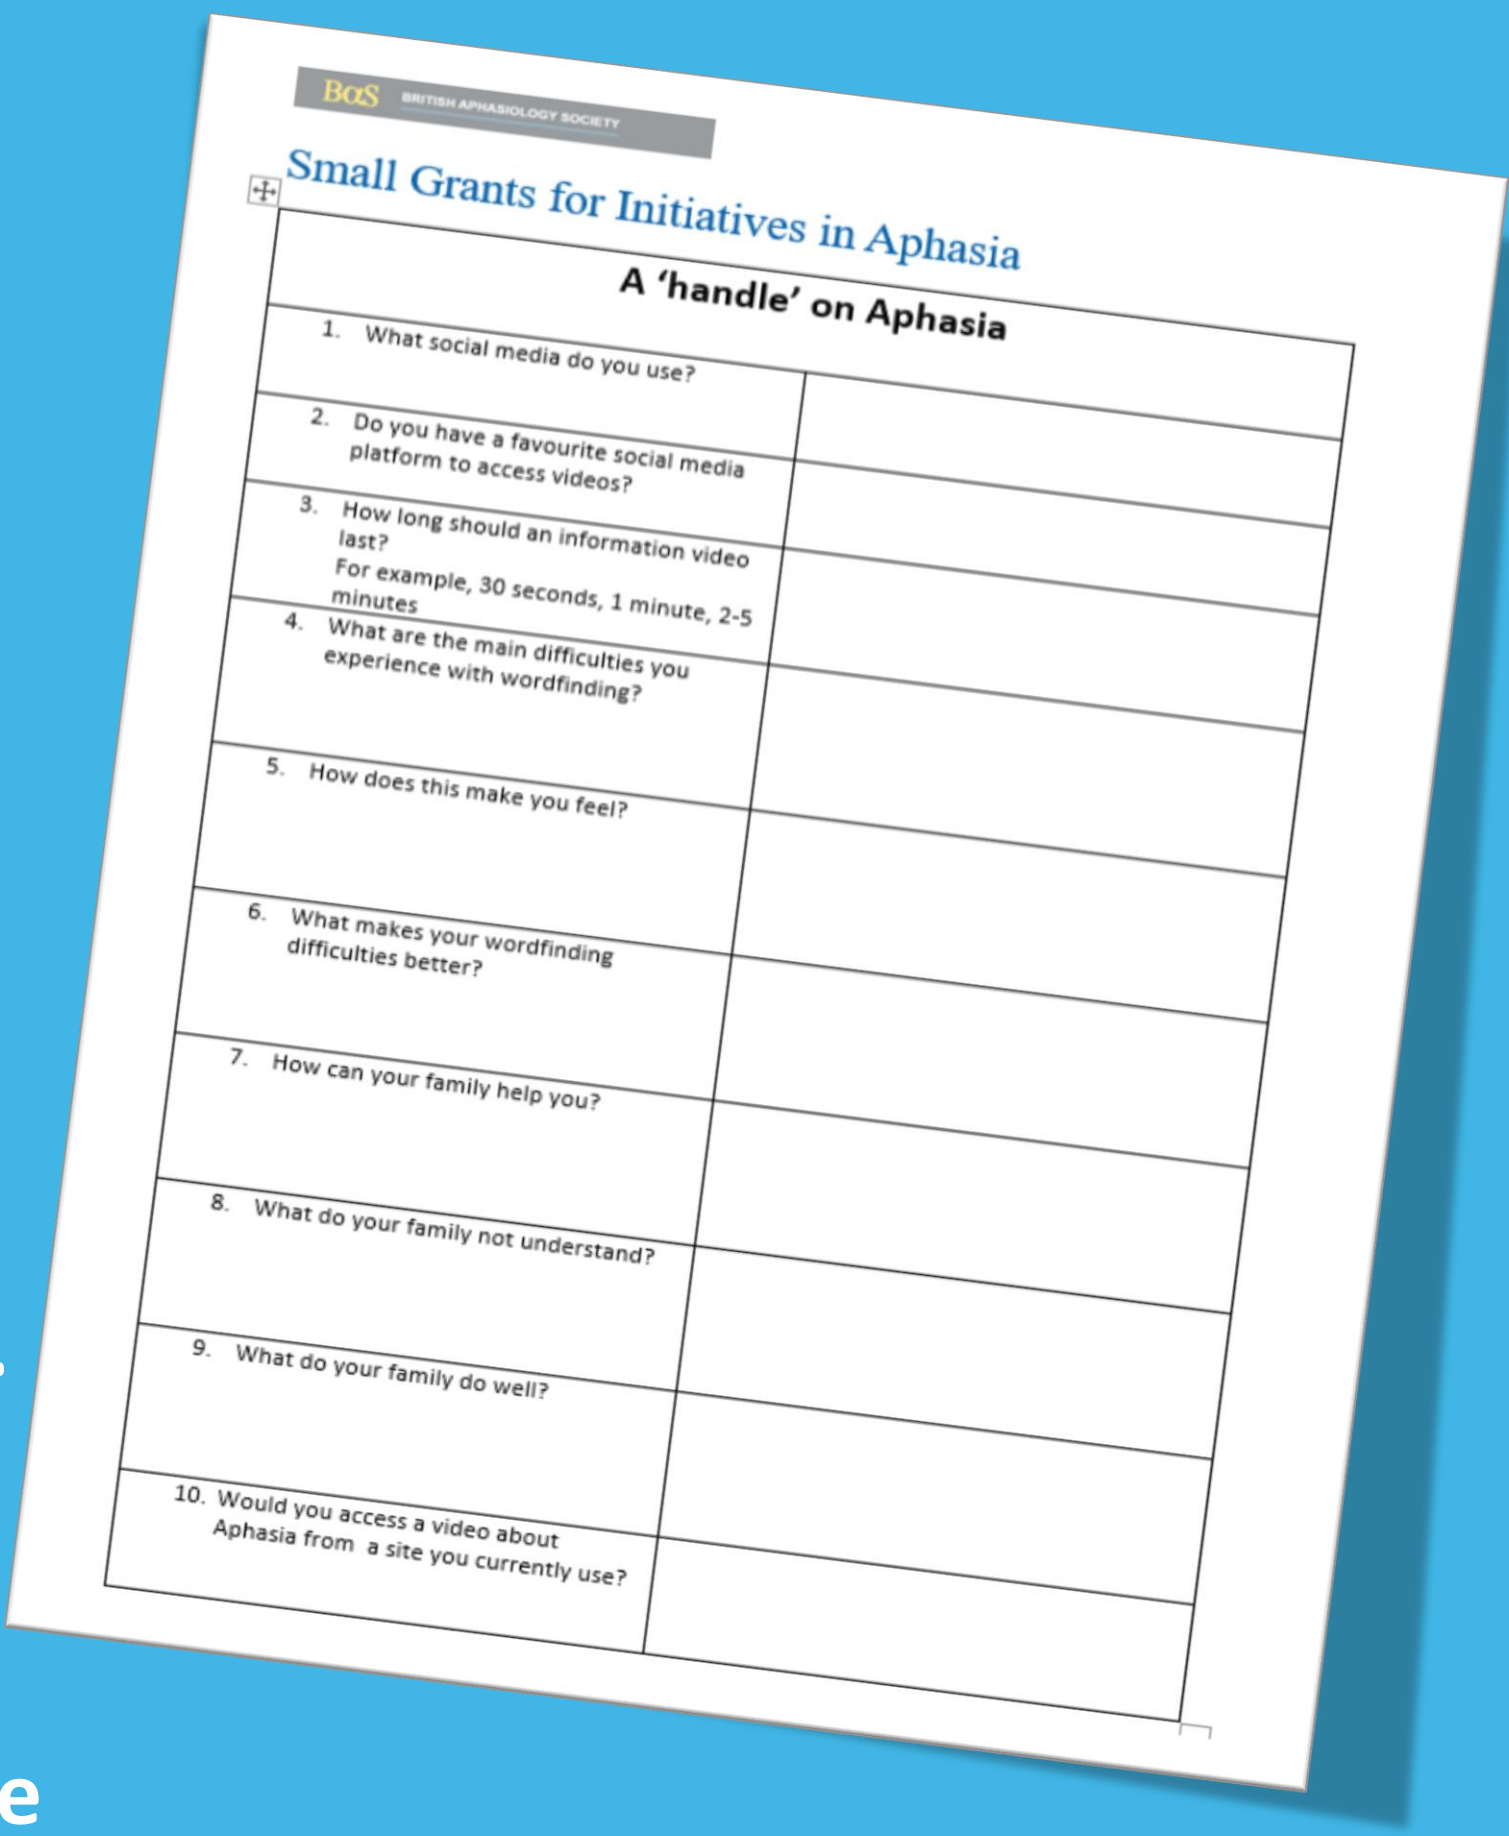 BαS BRITISH APHASIOLOGY SOCIETY
Small Grants for Initiatives in Aphasia
A ‘handle’ on Aphasia
1. What social media do you use?
2. Do you have a favourite social media
platform to access videos?
3. How long should an information video
last?
For example, 30 seconds, 1 minute, 2-5
minutes
4. What are the main difficulties you
experience with wordfinding?
5. How does this make you feel?
6. What makes your wordfinding
difficulties better?
7. How can your family help you?
8. What do your family not understand?
9. What do your family do well?
10. Would you access a video about
Aphasia from  a site you currently use?
e